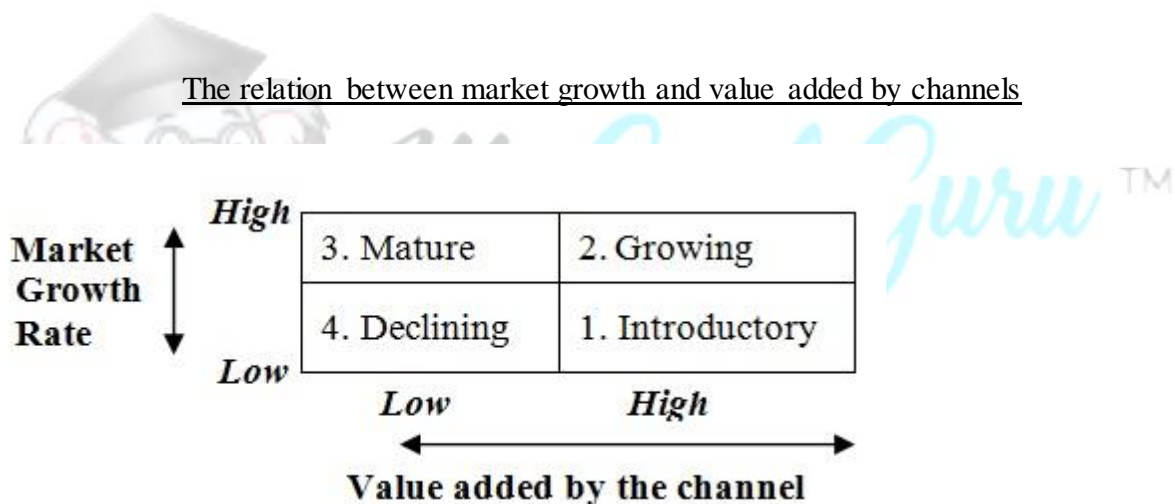 The relation between market growth and value added by channels
Guru TM
High
Market
Growth
Rate
3. Mature
2. Growing
4. Declining
1. Introductory
Low
Low
High
Value added by the channel